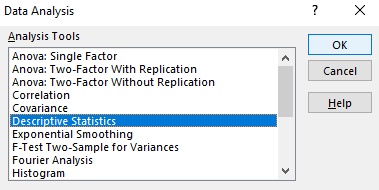 Data Analysis
?
Analysis Tools
Anova: Single Factor
Anova: Two-Factor With Replication
Anova: Two-Factor Without Replication
Correlation
Covariance
Descriptive Statistics
Exponential Smoothing
F-Test Two-Sample for Variances
Fourier Analysis
Histogram
OK
Cancel
Help